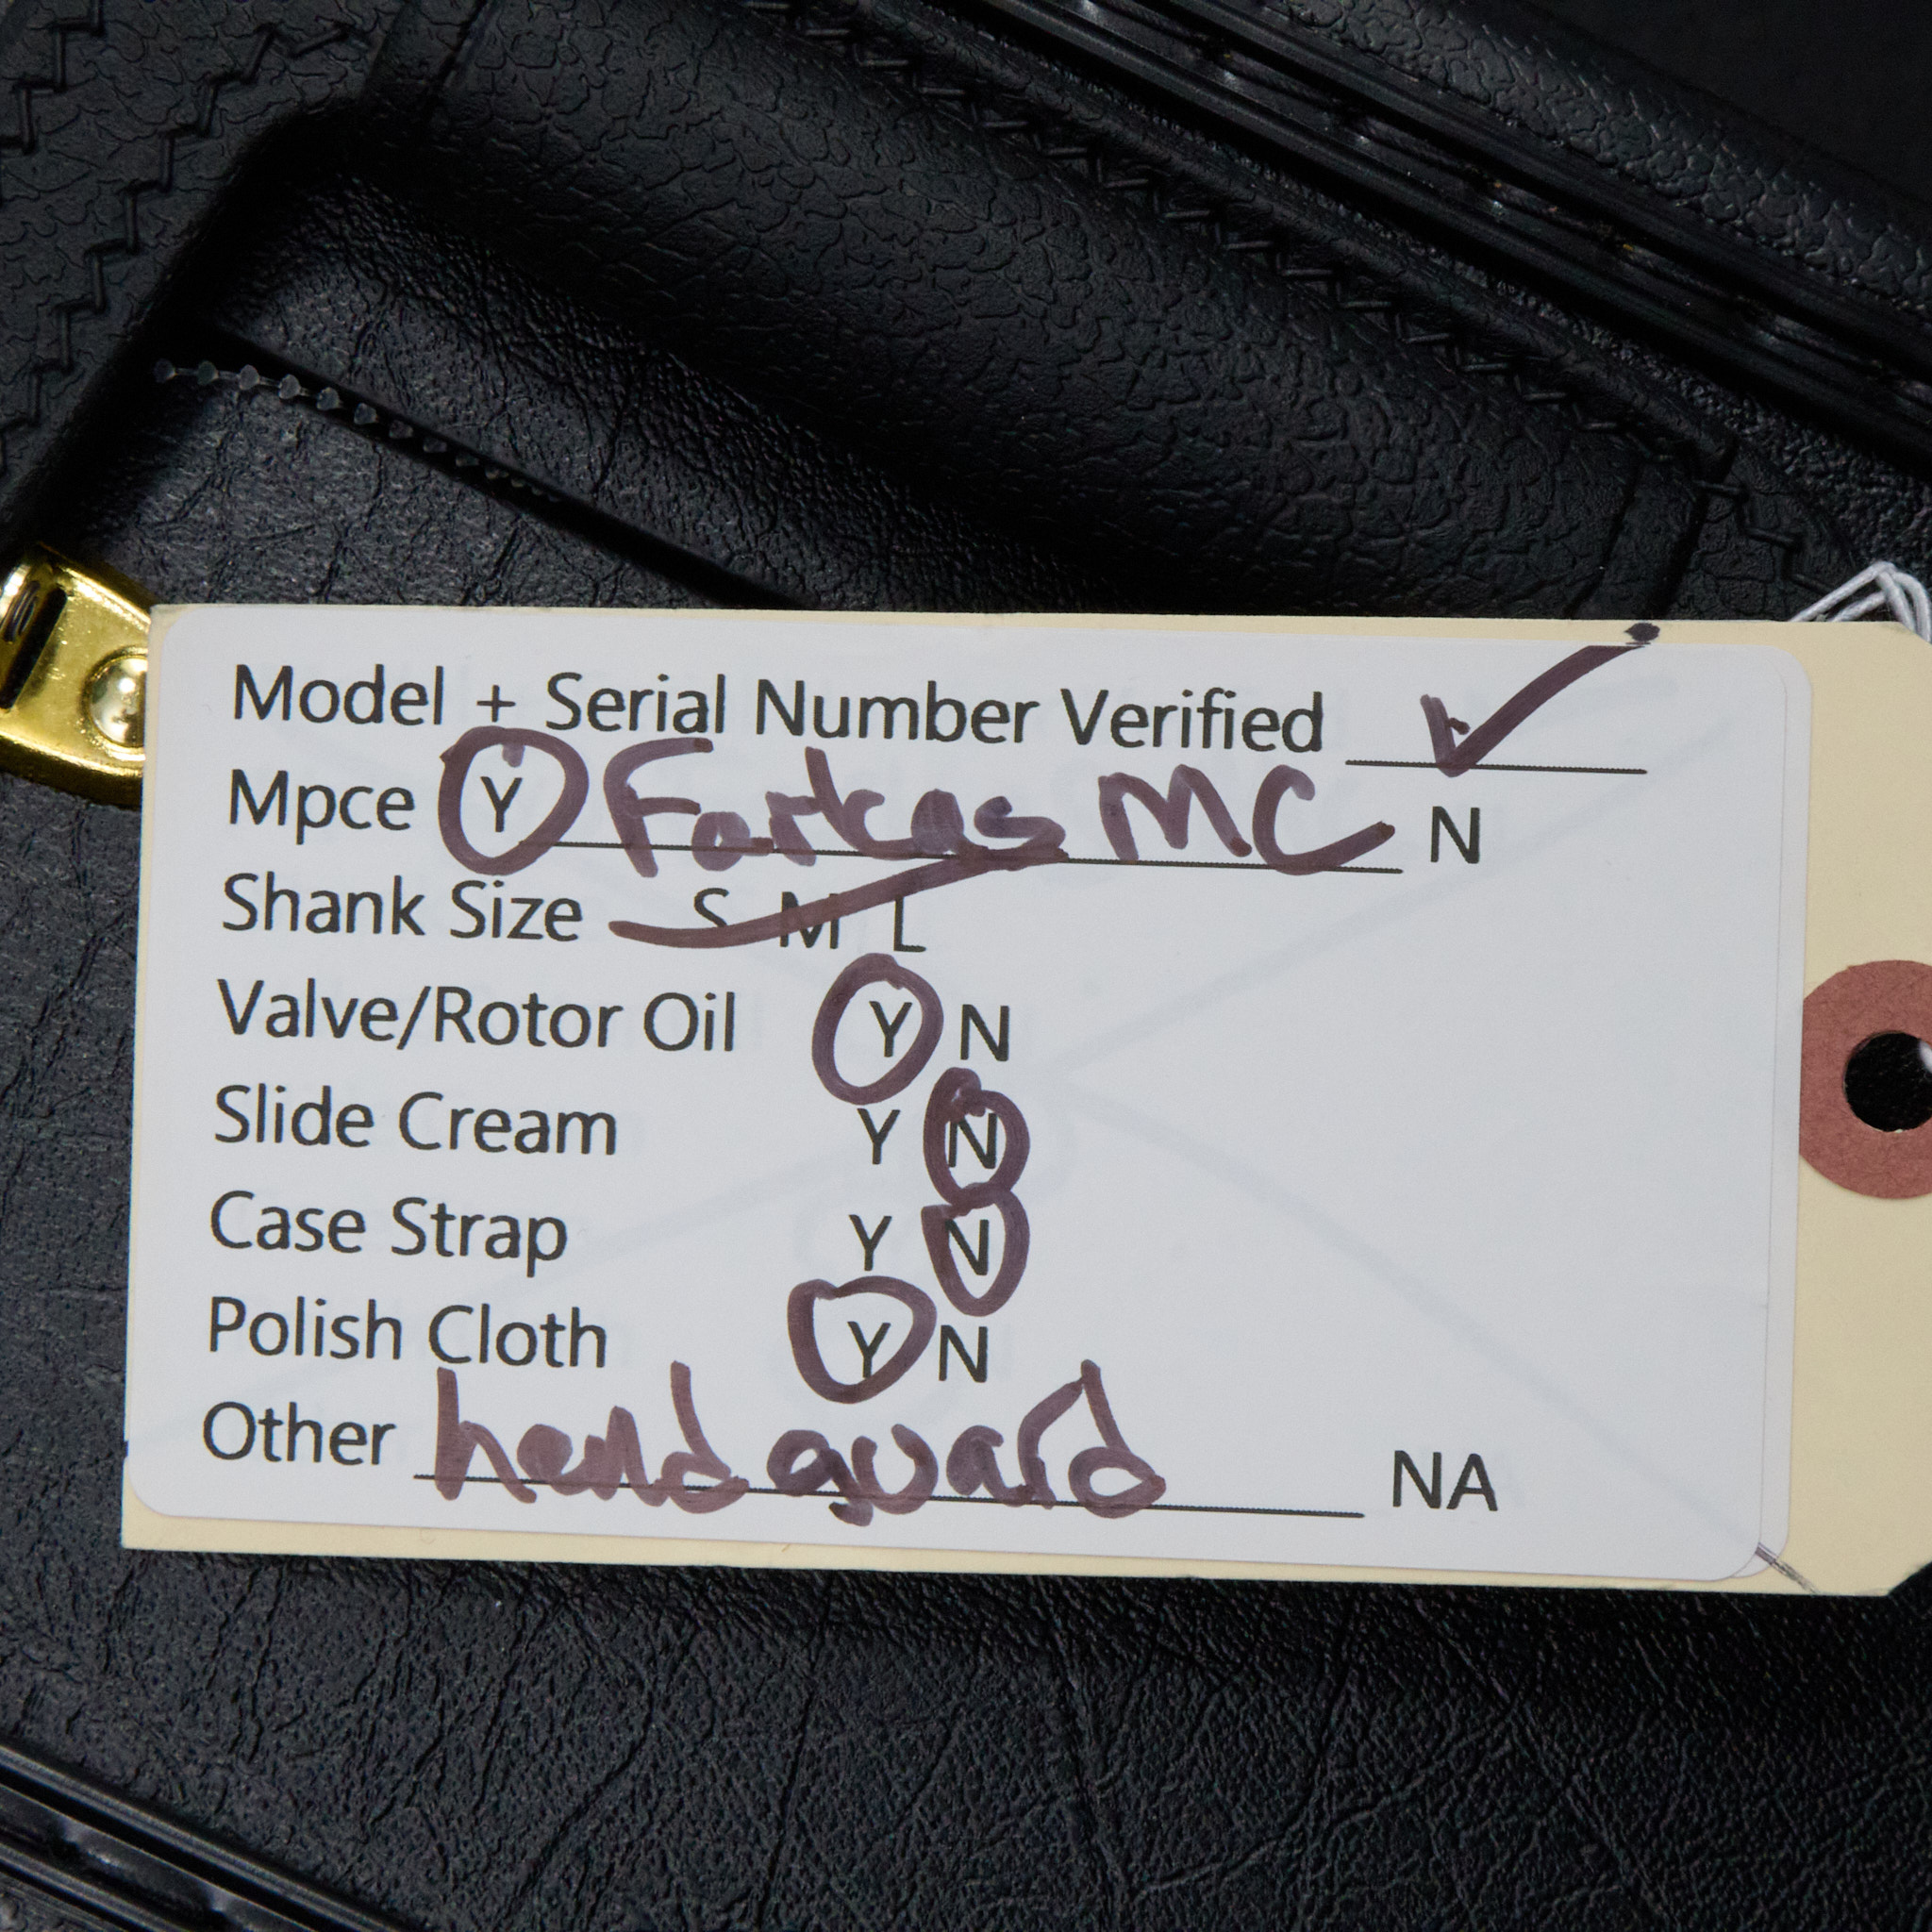 Model + Serial Number Verified ✓
Mpce Y Farkas MC N
Shank Size S M L
Valve/Rotor Oil Y N
Slide Cream Y N
Case Strap Y N
Polish Cloth Y N
Other hand guard NA